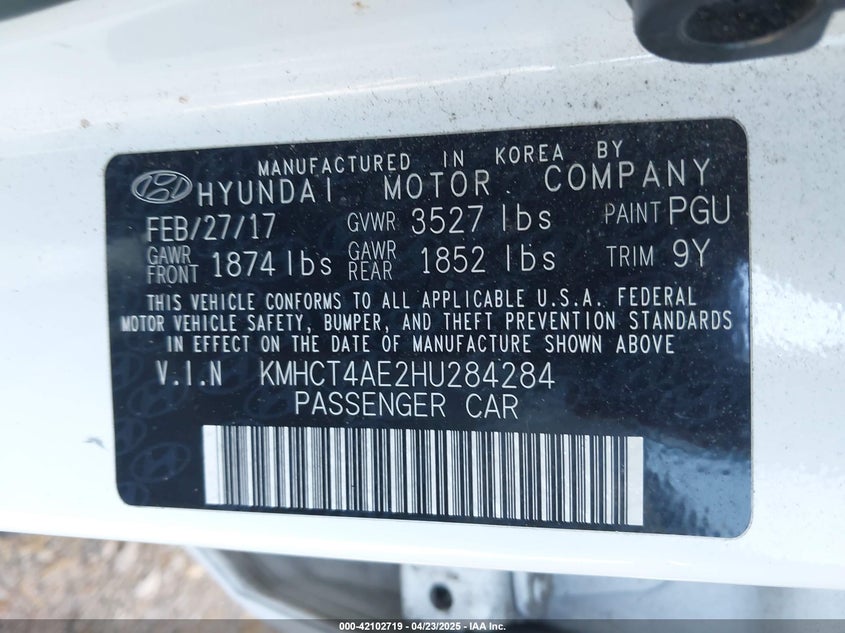 MANUFACTURED IN KOREA BY
HYUNDAI MOTOR COMPANY
FEB/27/17 GVWR 3527 lbs PAINT PGU
GAWR FRONT 1874 lbs GAWR REAR 1852 lbs TRIM 9Y
THIS VEHICLE CONFORMS TO ALL APPLICABLE U.S.A. FEDERAL
MOTOR VEHICLE SAFETY, BUMPER, AND THEFT PREVENTION STANDARDS
IN EFFECT ON THE DATE OF MANUFACTURE SHOWN ABOVE
V.I.N KMHCT4AE2HU284284
PASSENGER CAR
000-42102719 - 04/23/2025 - IAA Inc.